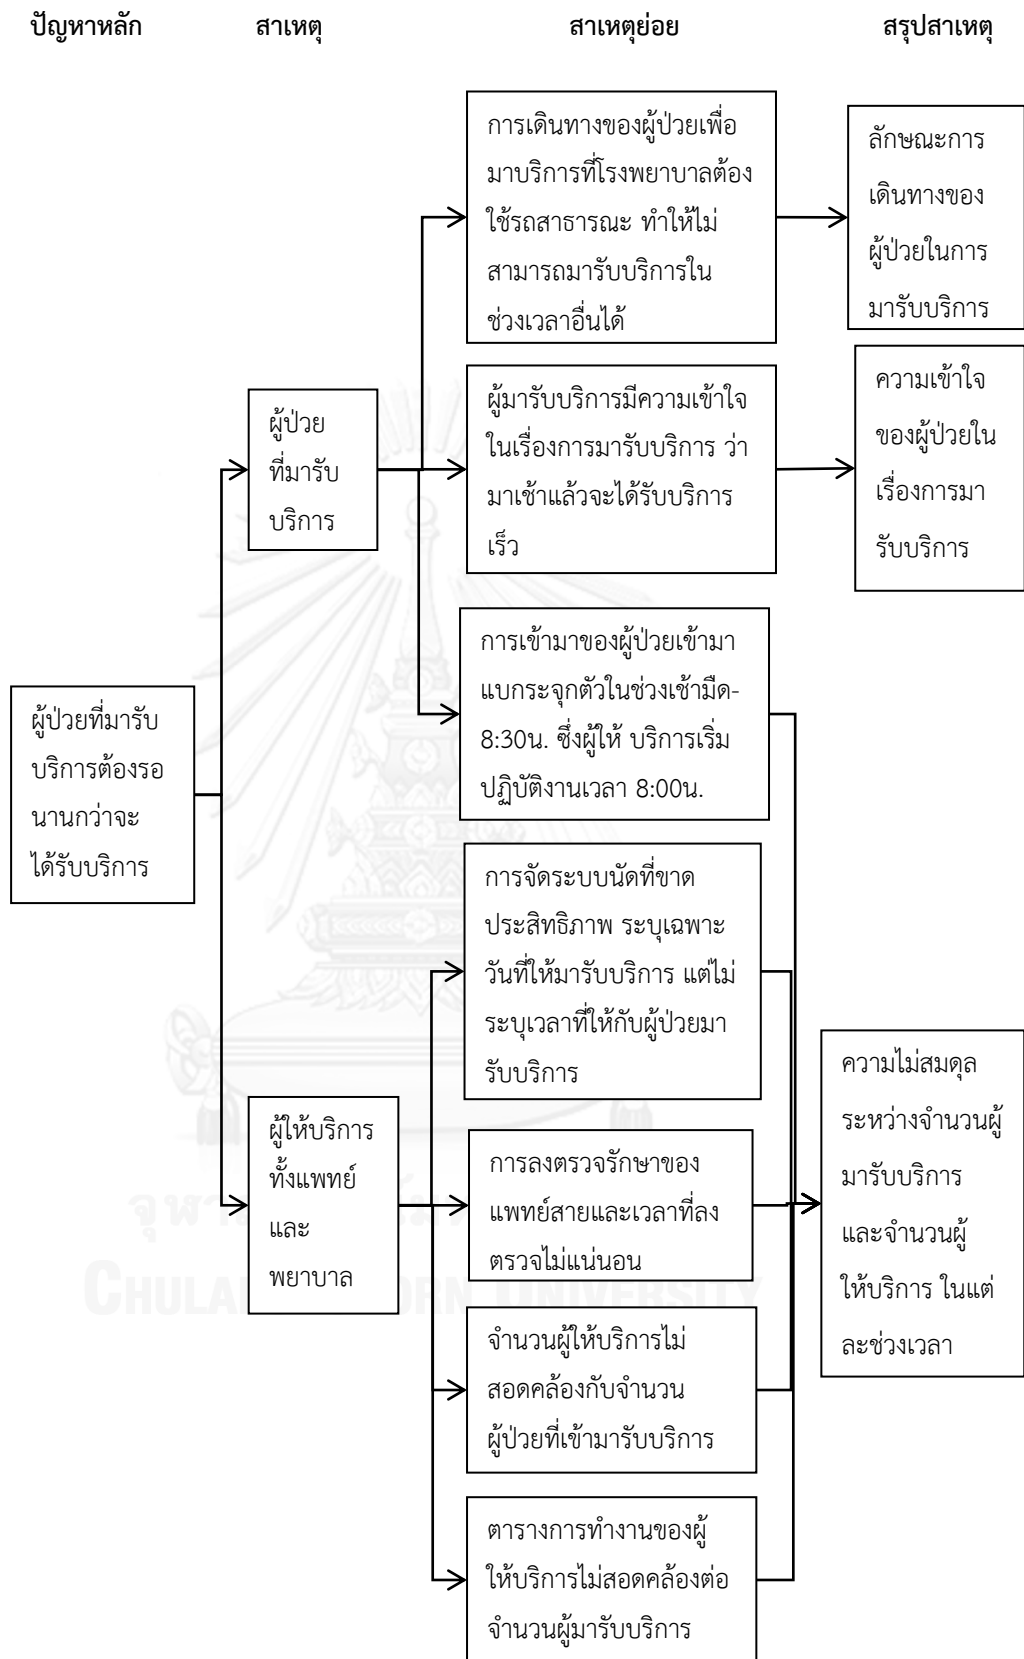 ปัญหาหลัก
สาเหตุ
สาเหตุย่อย
สรุปสาเหตุ
การเดินทางของผู้ป่วยเพื่อ
มาบริการที่โรงพยาบาลต้อง
ใช้รถสาธารณะ ทำให้ไม่
สามารถมารับบริการใน
ช่วงเวลาอื่นได้
ลักษณะการ
เดินทางของ
ผู้ป่วยในการ
มารับบริการ
ผู้ป่วย
ที่มารับ
บริการ
ผู้มารับบริการมีความเข้าใจ
ในเรื่องการมารับบริการ ว่า
มาเช้าแล้วจะได้รับบริการ
เร็ว
ความเข้าใจ
ของผู้ป่วยใน
เรื่องการมา
รับบริการ
การเข้ามาของผู้ป่วยเข้ามา
แบกระจุกตัวในช่วงเช้ามืด-
8:30น. ซึ่งผู้ให้ บริการเริ่ม
ปฏิบัติงานเวลา 8:00น.
ผู้ป่วยที่มารับ
บริการต้องรอ
นานกว่าจะ
ได้รับบริการ
การจัดระบบนัดที่ขาด
ประสิทธิภาพ ระบุเฉพาะ
วันที่ให้มารับบริการ แต่ไม่
ระบุเวลาที่ให้กับผู้ป่วยมา
รับบริการ
ผู้ให้บริการ
ทั้งแพทย์
และ
พยาบาล
การลงตรวจรักษาของ
แพทย์สายและเวลาที่ลง
ตรวจไม่แน่นอน
ความไม่สมดุล
ระหว่างจำนวนผู้
มารับบริการ
และจำนวนผู้
ให้บริการ ในแต่
ละช่วงเวลา
จำนวนผู้ให้บริการไม่
สอดคล้องกับจำนวน
ผู้ป่วยที่เข้ามารับบริการ
ตารางการทำงานของผู้
ให้บริการไม่สอดคล้องต่อ
จำนวนผู้มารับบริการ